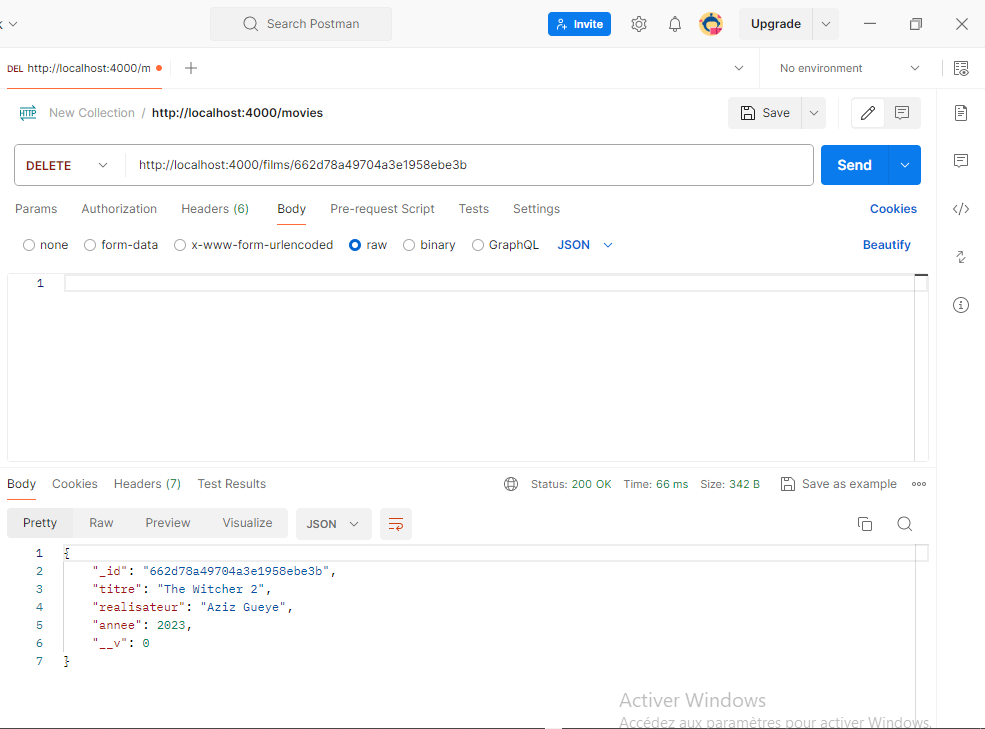 Search Postman
Invite
Upgrade
DEL http://localhost:4000/m
No environment
HTTP New Collection / http://localhost:4000/movies
Save
DELETE http://localhost:4000/films/662d78a49704a3e1958ebe3b
Send
Params Authorization Headers (6) Body Pre-request Script Tests Settings Cookies
none form-data x-www-form-urlencoded raw binary GraphQL JSON Beautify
1
Body Cookies Headers (7) Test Results Status: 200 OK Time: 66 ms Size: 342 B Save as example
Pretty Raw Preview Visualize JSON
1 {
2 "_id": "662d78a49704a3e1958ebe3b",
3 "titre": "The Witcher 2",
4 "realisateur": "Aziz Gueye",
5 "annee": 2023,
6 "__v": 0
7 }
Activer Windows
Accédez aux paramètres pour activer Windows.